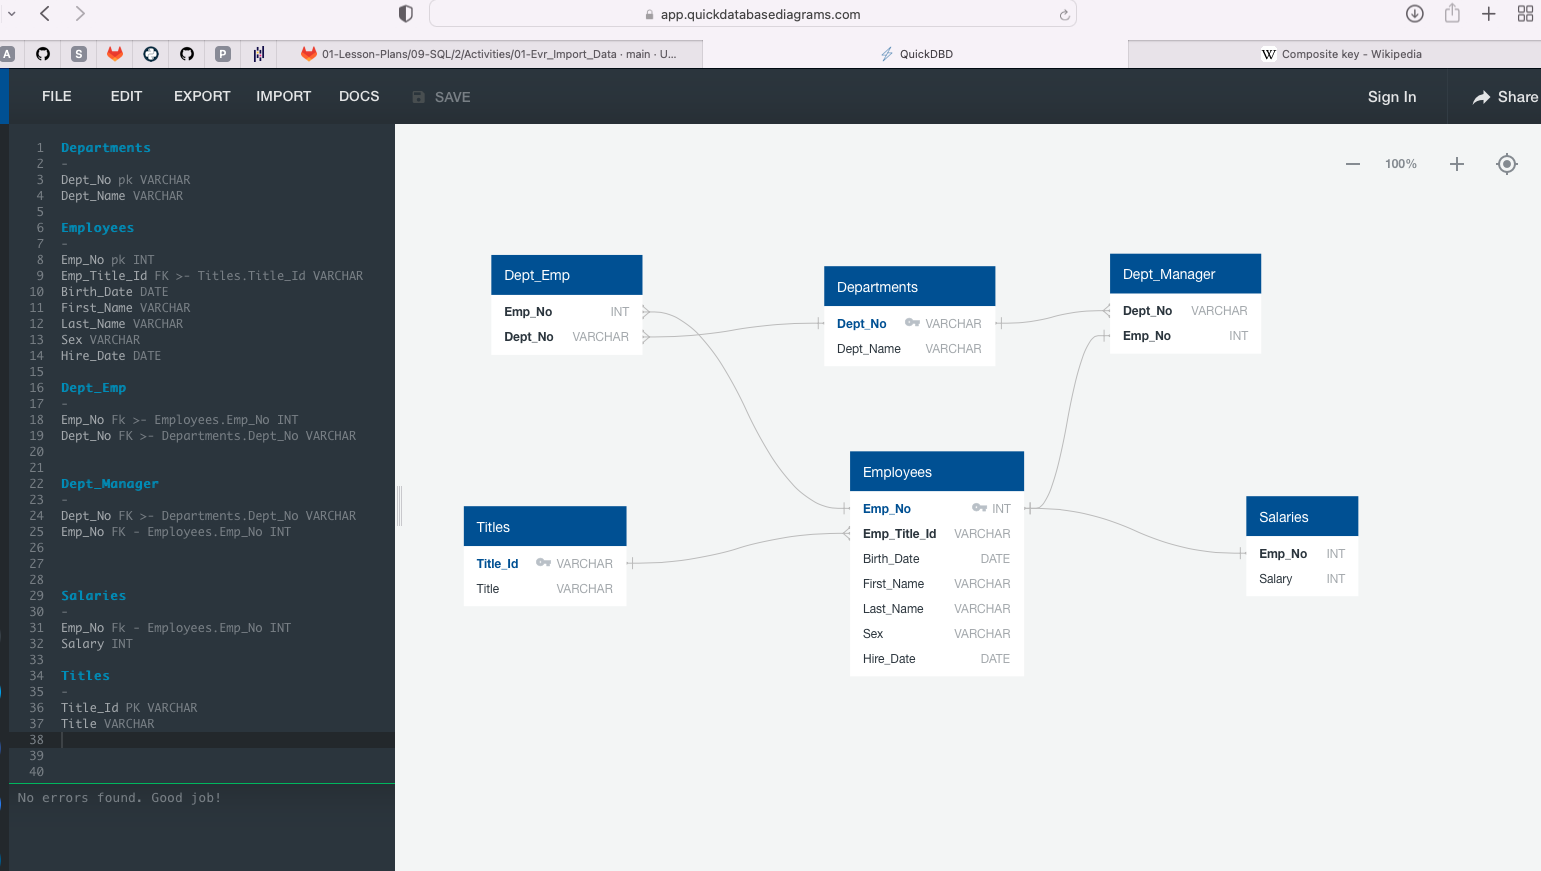 app.quickdatabasediagrams.com
A
S
P
01-Lesson-Plans/09-SQL/2/Activities/01-Evr_Import_Data · main · U...
QuickDBD
W Composite key – Wikipedia
FILE EDIT EXPORT IMPORT DOCS SAVE
Sign In
Share
1 Departments
2 -
3 Dept_No pk VARCHAR
4 Dept_Name VARCHAR
5
6 Employees
7 -
8 Emp_No pk INT
9 Emp_Title_Id FK >- Titles.Title_Id VARCHAR
10 Birth_Date DATE
11 First_Name VARCHAR
12 Last_Name VARCHAR
13 Sex VARCHAR
14 Hire_Date DATE
15
16 Dept_Emp
17 -
18 Emp_No Fk >- Employees.Emp_No INT
19 Dept_No FK >- Departments.Dept_No VARCHAR
20
21
22 Dept_Manager
23 -
24 Dept_No FK >- Departments.Dept_No VARCHAR
25 Emp_No FK - Employees.Emp_No INT
26
27
28
29 Salaries
30 -
31 Emp_No Fk - Employees.Emp_No INT
32 Salary INT
33
34 Titles
35 -
36 Title_Id PK VARCHAR
37 Title VARCHAR
38
39
40
No errors found. Good job!
100%
Dept_Emp
Emp_No INT
Dept_No VARCHAR
Departments
Dept_No VARCHAR
Dept_Name VARCHAR
Dept_Manager
Dept_No VARCHAR
Emp_No INT
Titles
Title_Id VARCHAR
Title VARCHAR
Employees
Emp_No INT
Emp_Title_Id VARCHAR
Birth_Date DATE
First_Name VARCHAR
Last_Name VARCHAR
Sex VARCHAR
Hire_Date DATE
Salaries
Emp_No INT
Salary INT